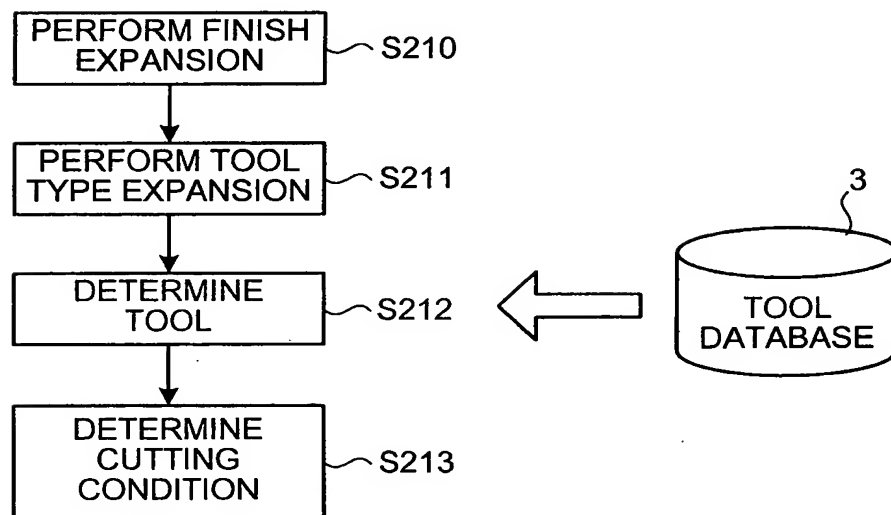 PERFORM FINISH
EXPANSION
S210
PERFORM TOOL
TYPE EXPANSION
S211
DETERMINE
TOOL
S212
DETERMINE
CUTTING
CONDITION
S213
3
TOOL
DATABASE